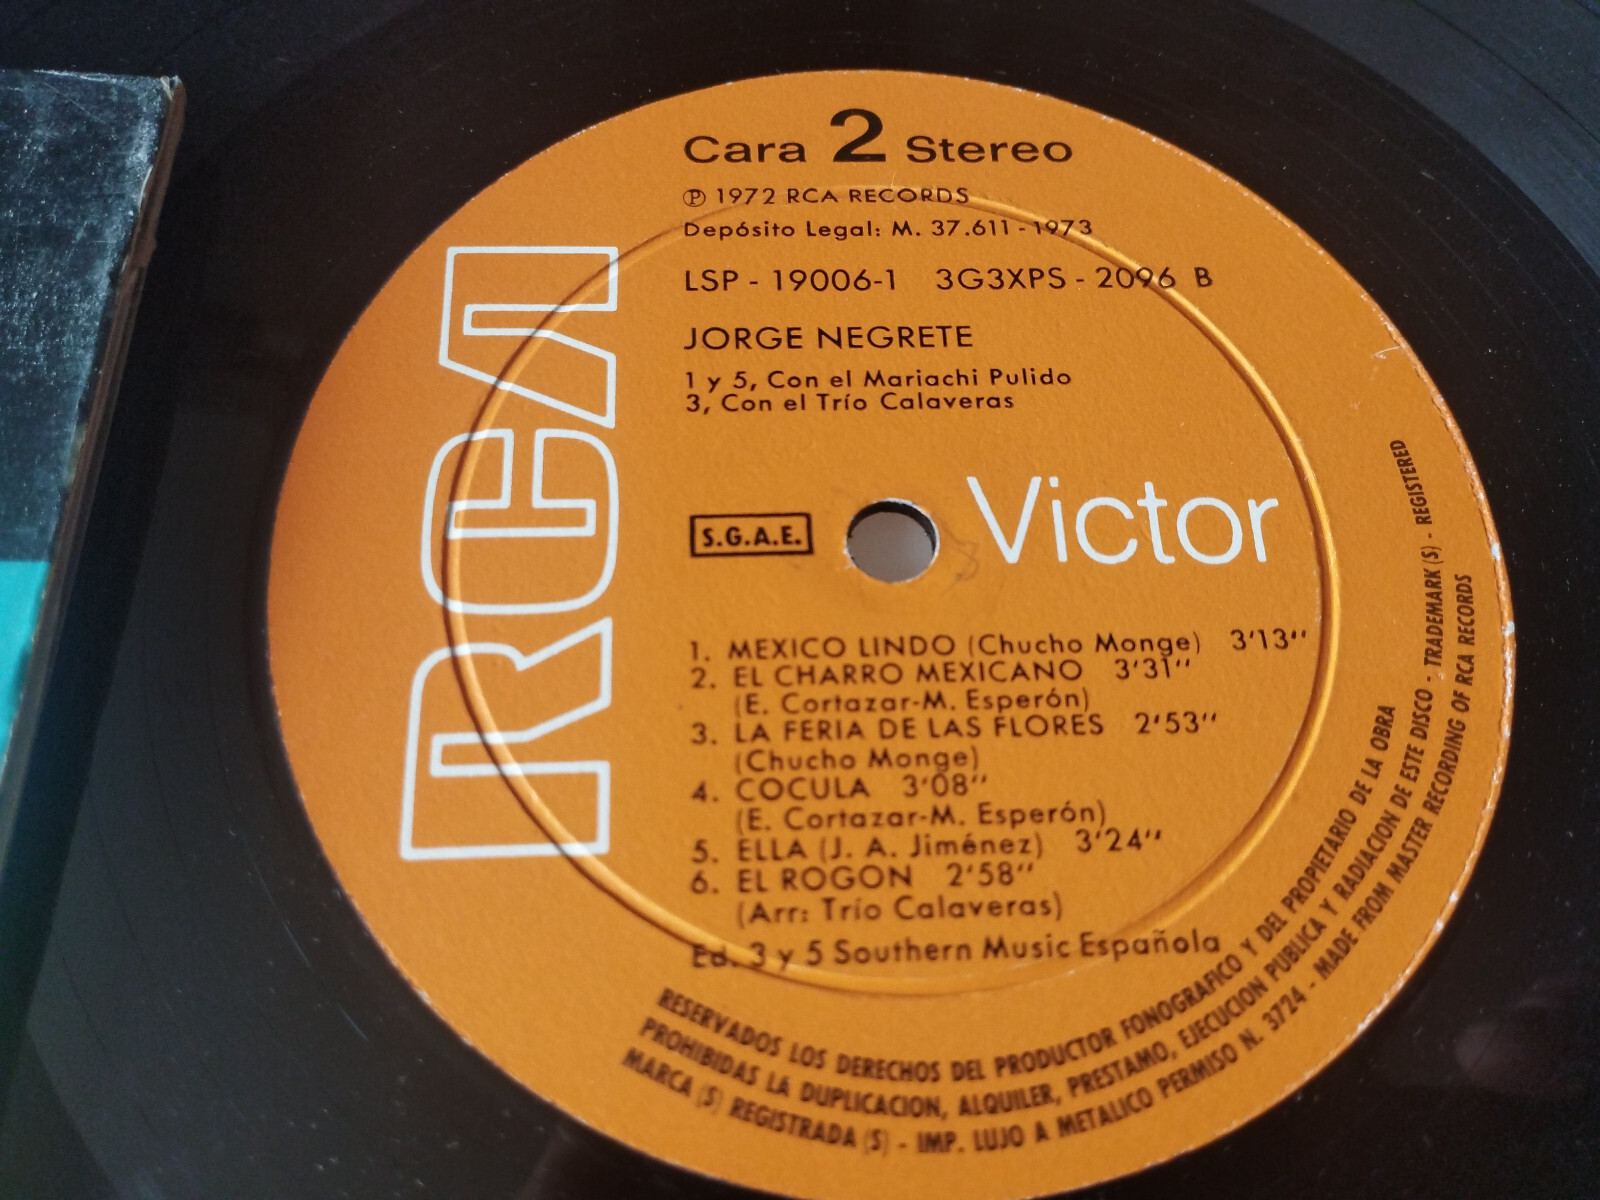 Cara 2 Stereo
℗ 1972 RCA RECORDS
Depósito Legal: M. 37.611 - 1973
LSP - 19006-1 3G3XPS - 2096 B
JORGE NEGRETE
1 y 5, Con el Mariachi Pulido
3, Con el Trío Calaveras
RCA
S.G.A.E.
Victor
1. MEXICO LINDO (Chucho Monge) 3'13''
2. EL CHARRO MEXICANO 3'31''
(E. Cortazar-M. Esperón)
3. LA FERIA DE LAS FLORES 2'53''
(Chucho Monge)
4. COCULA 3'08''
(E. Cortazar-M. Esperón)
5. ELLA (J. A. Jiménez) 3'24''
6. EL ROGON 2'58''
(Arr: Trío Calaveras)
Ed. 3 y 5 Southern Music Española
RESERVADOS LOS DERECHOS DEL PRODUCTOR FONOGRAFICO Y DEL PROPIETARIO DE LA OBRA
PROHIBIDAS LA DUPLICACION, ALQUILER, PRESTAMO, EJECUCION PUBLICA Y RADIACION DE ESTE DISCO - TRADEMARK (S) - REGISTERED
MARCA (S) REGISTRADA (S) - IMP. LUJO A METALICO PERMISO N. 3724 - MADE FROM MASTER RECORDING OF RCA RECORDS